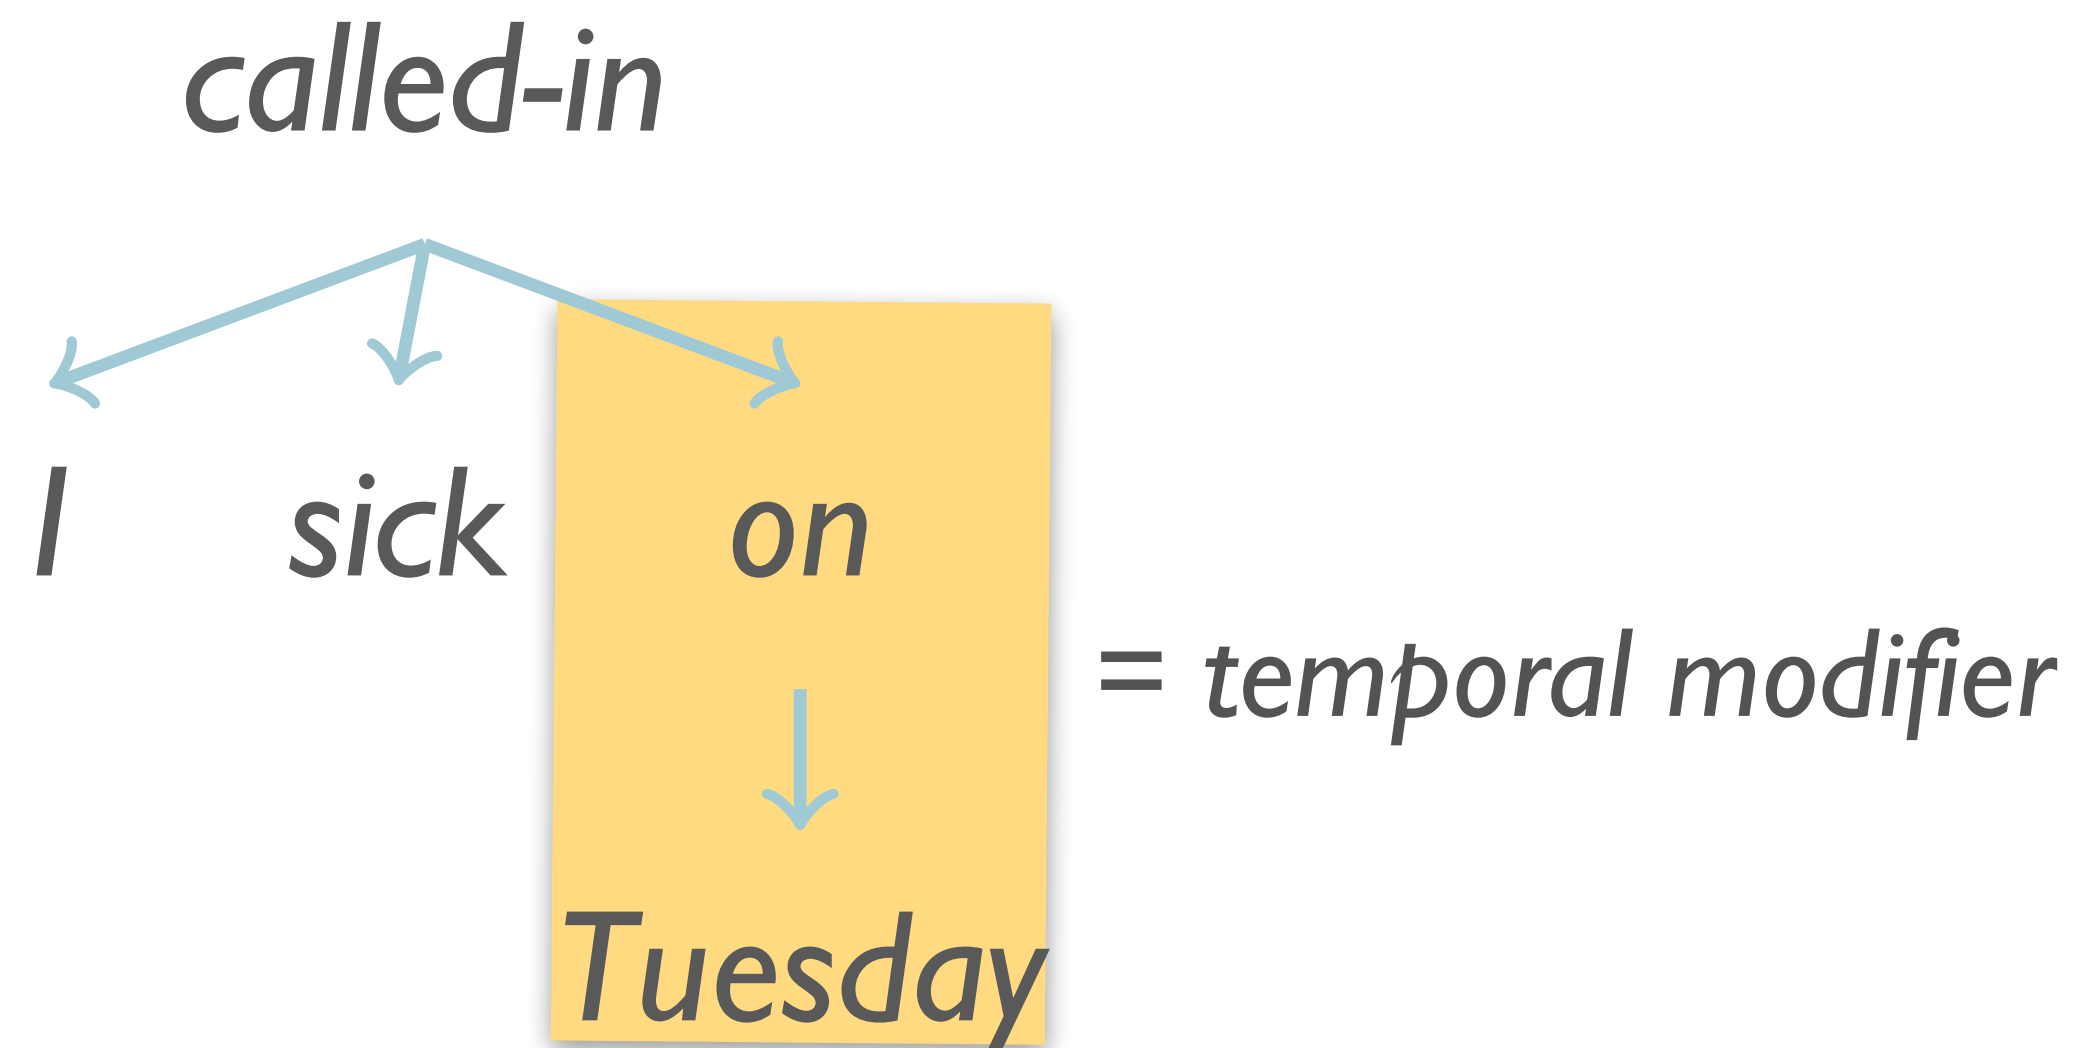 called-in
I sick on
= temporal modifier
Tuesday